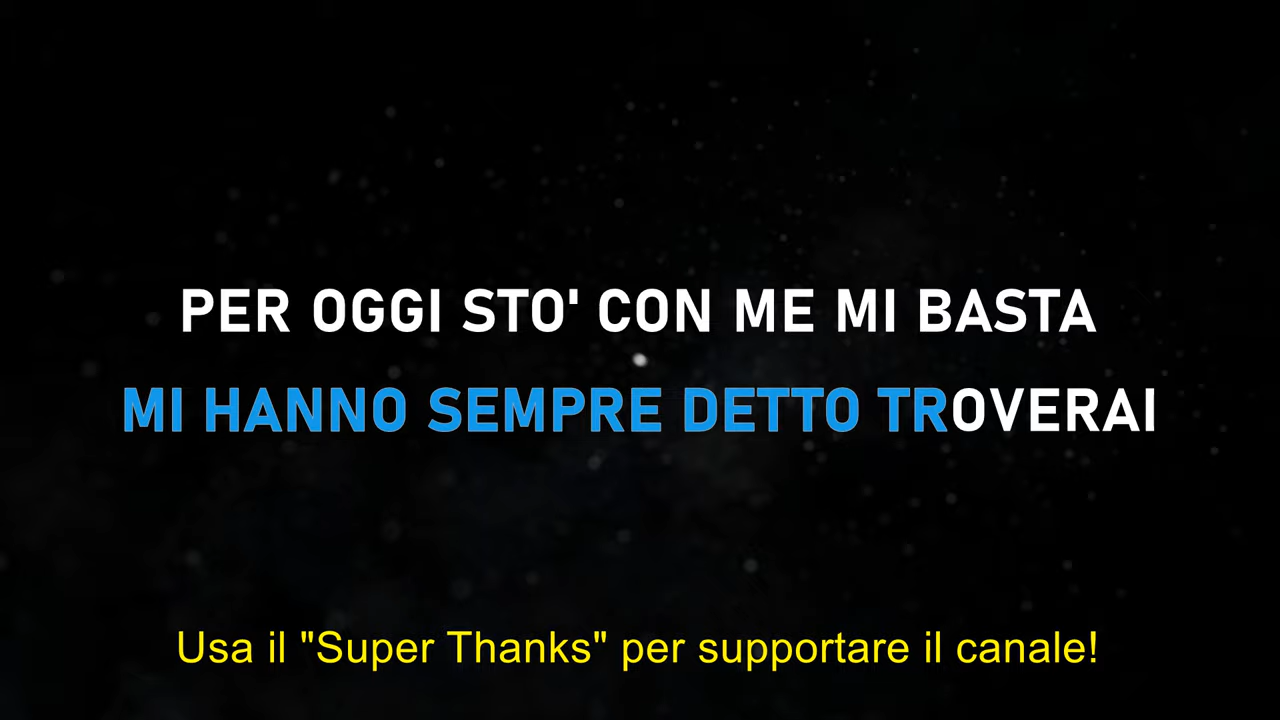 PER OGGI STO' CON ME MI BASTA
MI HANNO SEMPRE DETTO TROVERAI
Usa il "Super Thanks" per supportare il canale!